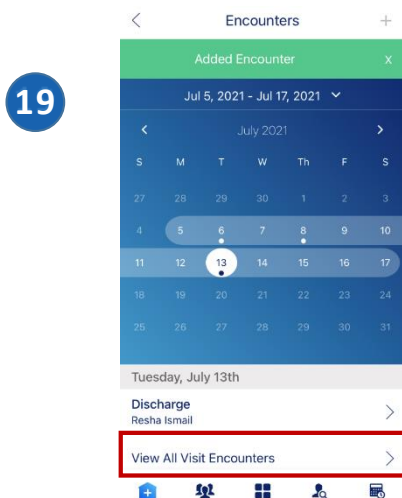 19
Encounters
Added Encounter X
Jul 5, 2021 - Jul 17, 2021
July 2021
S M T W Th F S
27 28 29 30 1 2 3
4 5 6 7 8 9 10
11 12 13 14 15 16 17
18 19 20 21 22 23 24
25 26 27 28 29 30 31
Tuesday, July 13th
Discharge
Resha Ismail
View All Visit Encounters